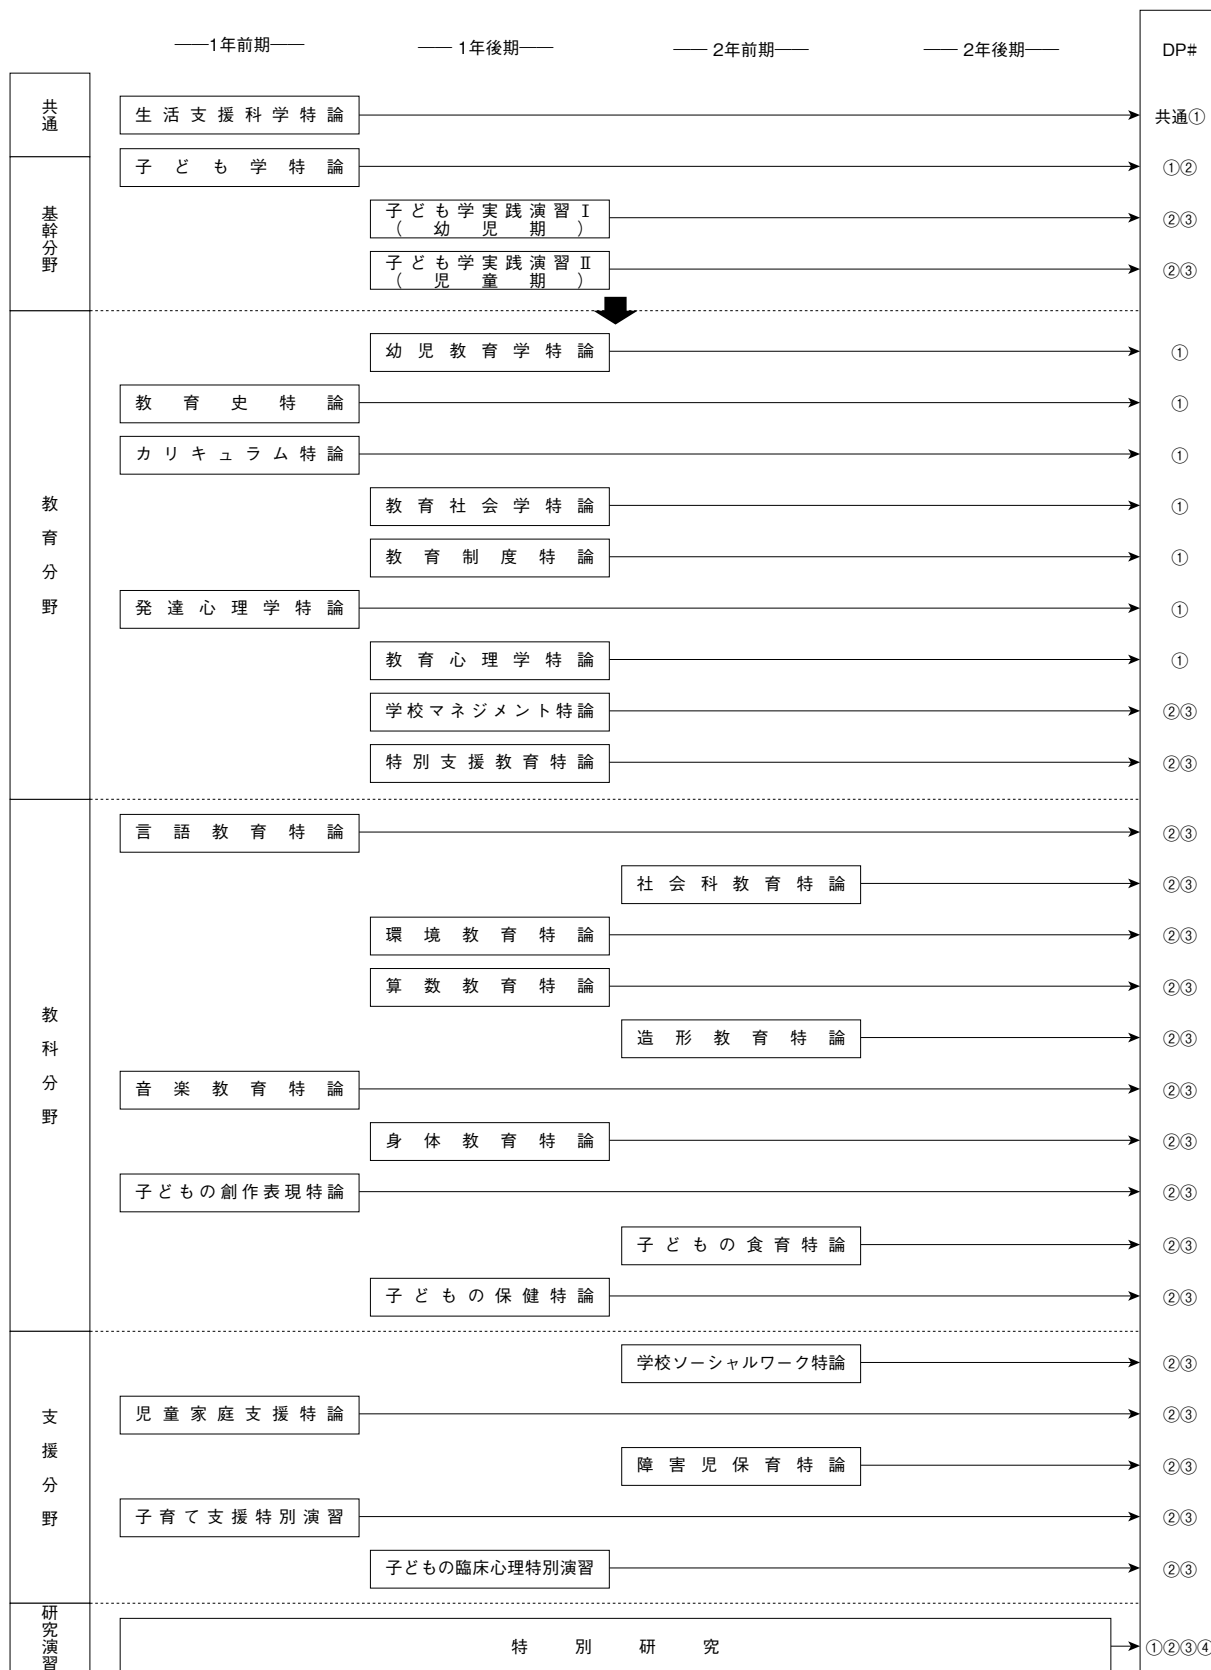 ——1年前期——
—— 1年後期——
—— 2年前期——
—— 2年後期——
DP#
共通
生活支援科学特論
共通①
基幹分野
子ども学特論
①②
子ども学実践演習Ⅰ
(幼児期)
②③
子ども学実践演習Ⅱ
(児童期)
②③
教育分野
幼児教育学特論
①
教育史特論
①
カリキュラム特論
①
教育社会学特論
①
教育制度特論
①
発達心理学特論
①
教育心理学特論
①
学校マネジメント特論
②③
特別支援教育特論
②③
教科分野
言語教育特論
②③
社会科教育特論
②③
環境教育特論
②③
算数教育特論
②③
造形教育特論
②③
音楽教育特論
②③
身体教育特論
②③
子どもの創作表現特論
②③
子どもの食育特論
②③
子どもの保健特論
②③
支援分野
学校ソーシャルワーク特論
②③
児童家庭支援特論
②③
障害児保育特論
②③
子育て支援特別演習
②③
子どもの臨床心理特別演習
②③
研究演習
特別研究
①②③④